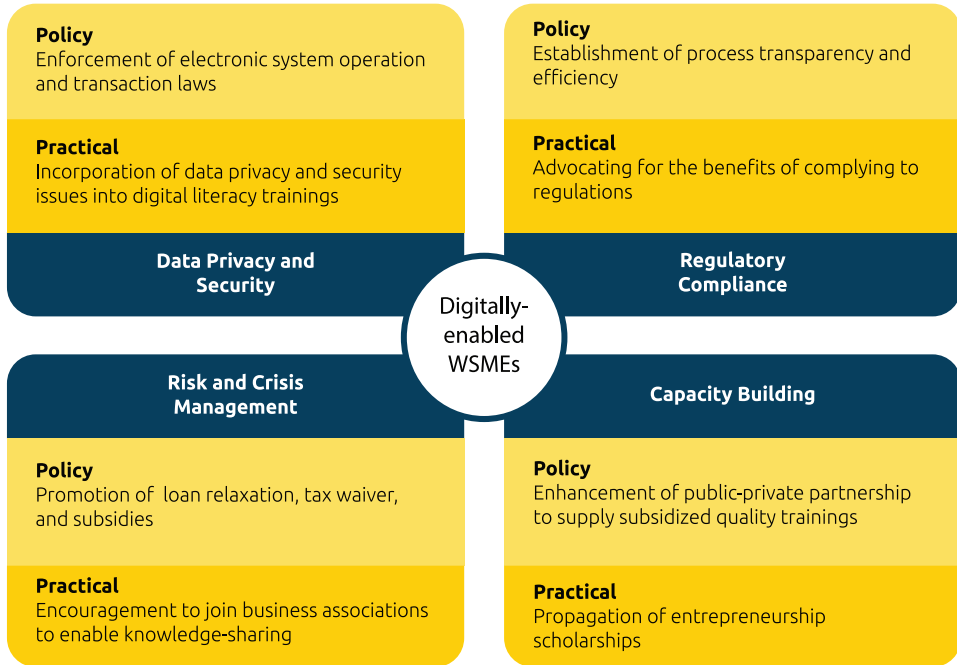 Policy
Enforcement of electronic system operation
and transaction laws
Practical
Incorporation of data privacy and security
issues into digital literacy trainings
Data Privacy and
Security
Policy
Establishment of process transparency and
efficiency
Practical
Advocating for the benefits of complying to
regulations
Regulatory
Compliance
Digitally-
enabled
WSMEs
Risk and Crisis
Management
Policy
Promotion of loan relaxation, tax waiver,
and subsidies
Practical
Encouragement to join business associations
to enable knowledge-sharing
Capacity Building
Policy
Enhancement of public-private partnership
to supply subsidized quality trainings
Practical
Propagation of entrepreneurship
scholarships